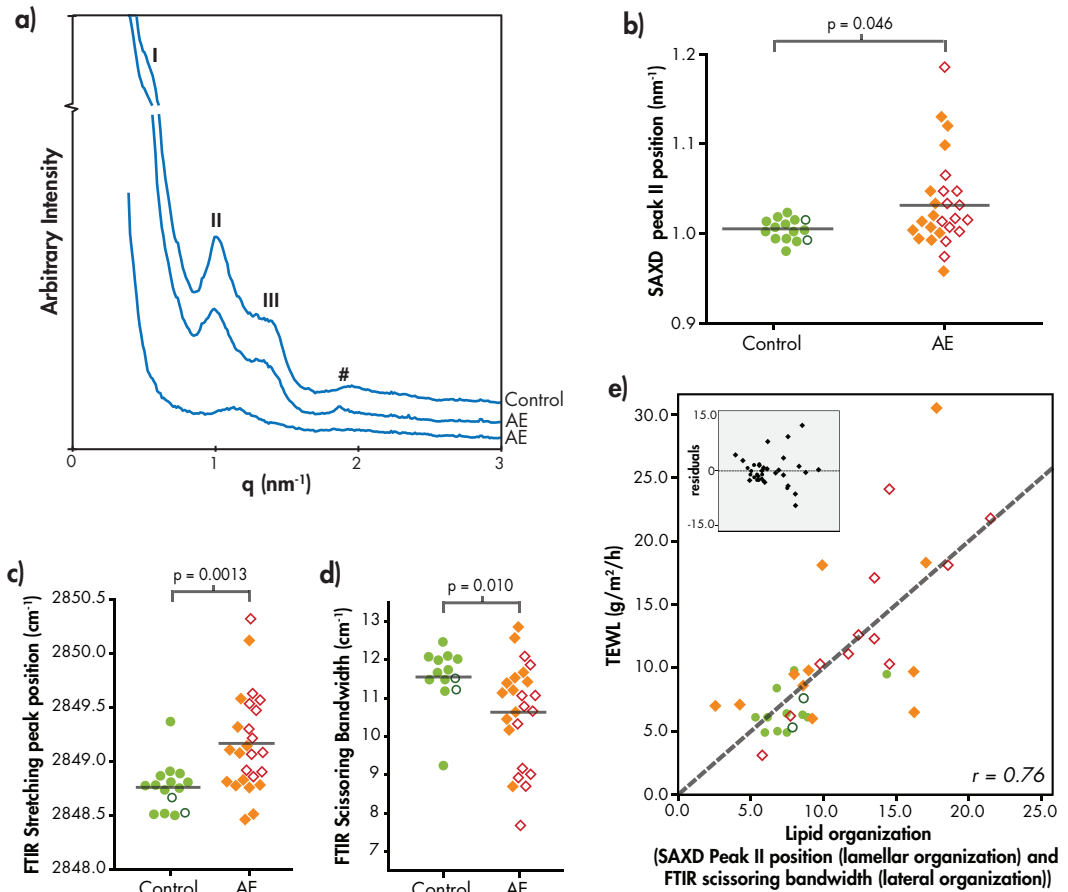 a)
Arbitrary Intensity
I
II
III
#
Control
AE
AE
0
1
2
3
q (nm⁻¹)
b)
p = 0.046
SAXD peak II position (nm⁻¹)
1.2
1.1
1.0
0.9
Control
AE
c)
p = 0.0013
FTIR Stretching peak position (cm⁻¹)
2850.5
2850.0
2849.5
2849.0
2848.5
2848.0
Control
AE
d)
p = 0.010
FTIR Scissoring Bandwidth (cm⁻¹)
13
12
11
10
9
8
7
Control
AE
e)
TEWL (g/m²/h)
30.0
25.0
20.0
15.0
10.0
5.0
0.0
15.0
0
-15.0
residuals
r = 0.76
0.0
5.0
10.0
15.0
20.0
25.0
Lipid organization
(SAXD Peak II position (lamellar organization) and
FTIR scissoring bandwidth (lateral organization))